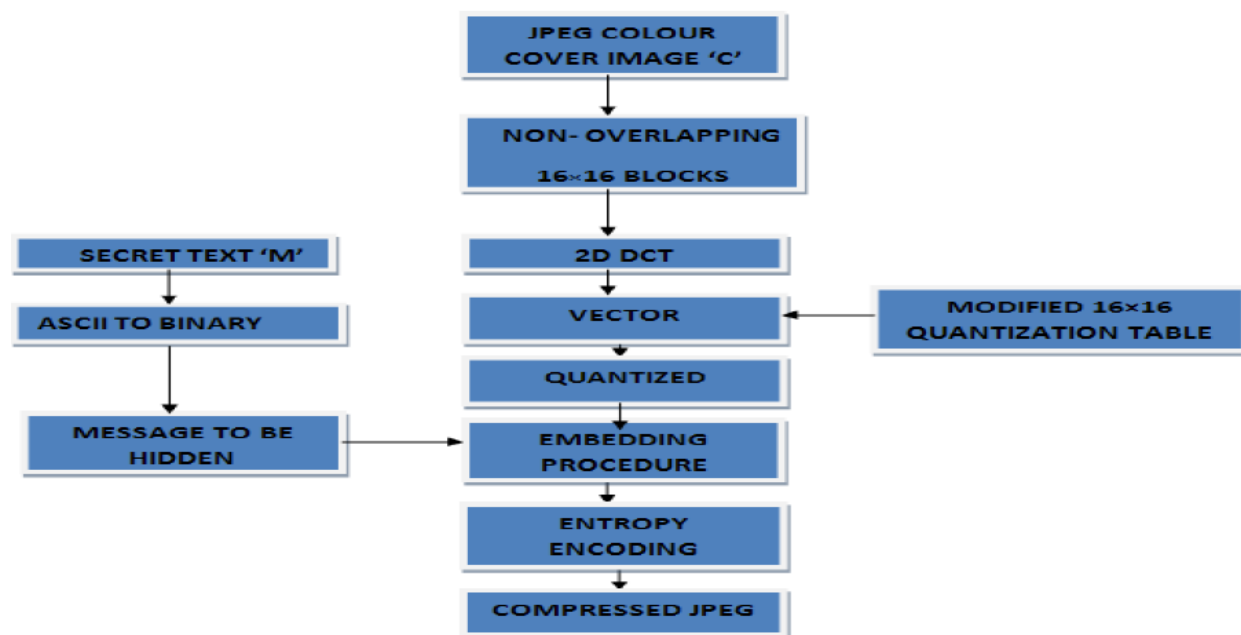 JPEG COLOUR
COVER IMAGE ‘C’
NON- OVERLAPPING
16×16 BLOCKS
SECRET TEXT ‘M’
2D DCT
ASCII TO BINARY
VECTOR
MODIFIED 16×16
QUANTIZATION TABLE
QUANTIZED
MESSAGE TO BE
HIDDEN
EMBEDDING
PROCEDURE
ENTROPY
ENCODING
COMPRESSED JPEG